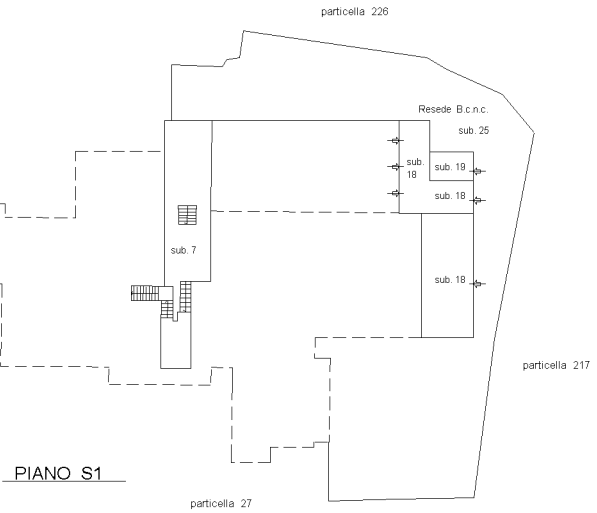 particella 226
Resede B.c.n.c.
sub. 25
sub.
18
sub. 19
sub. 18
sub. 7
sub. 18
particella 217
PIANO S1
particella 27